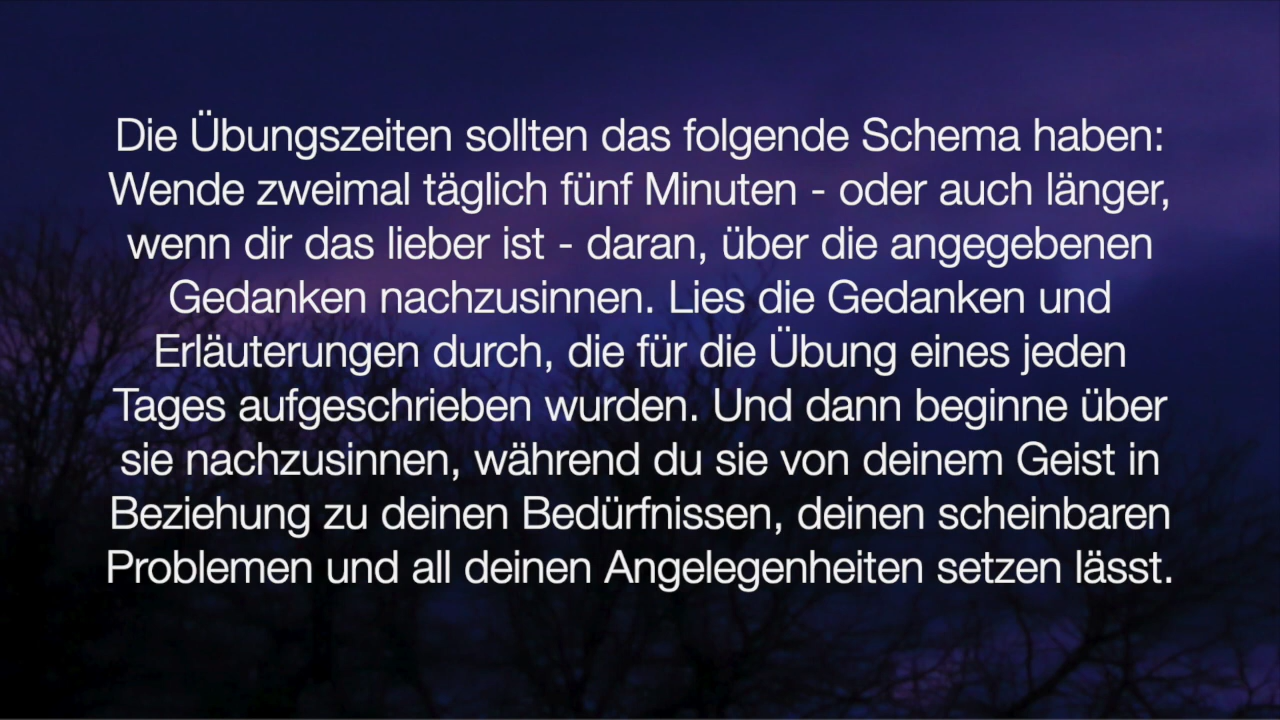 Die Übungszeiten sollten das folgende Schema haben:
Wende zweimal täglich fünf Minuten - oder auch länger,
wenn dir das lieber ist - daran, über die angegebenen
Gedanken nachzusinnen. Lies die Gedanken und
Erläuterungen durch, die für die Übung eines jeden
Tages aufgeschrieben wurden. Und dann beginne über
sie nachzusinnen, während du sie von deinem Geist in
Beziehung zu deinen Bedürfnissen, deinen scheinbaren
Problemen und all deinen Angelegenheiten setzen lässt.